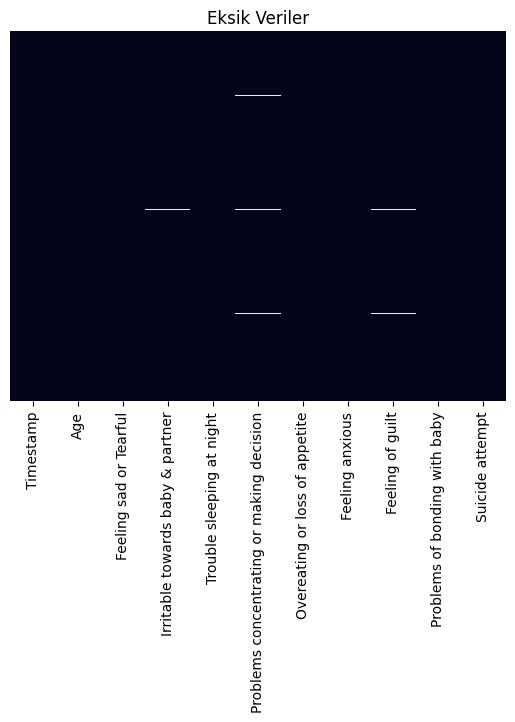 Eksik Veriler
Timestamp
Age
Feeling sad or Tearful
Irritable towards baby & partner
Trouble sleeping at night
Problems concentrating or making decision
Overeating or loss of appetite
Feeling anxious
Feeling of guilt
Problems of bonding with baby
Suicide attempt